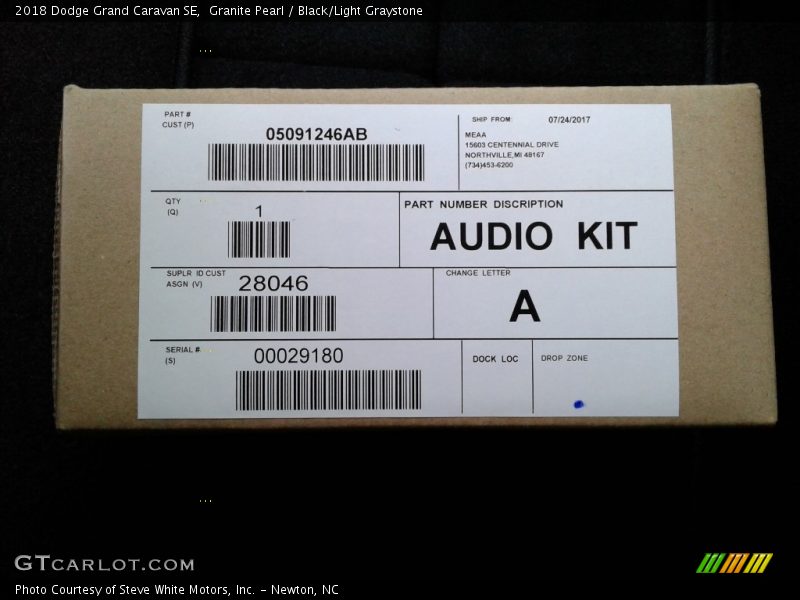 2018 Dodge Grand Caravan SE,  Granite Pearl / Black/Light Graystone
...
PART #
CUST (P)
05091246AB
SHIP FROM:
07/24/2017
MEAA
15603 CENTENNIAL DRIVE
NORTHVILLE,MI 48167
(734)453-6200
QTY
(Q)
1
PART NUMBER DISCRIPTION
AUDIO KIT
SUPLR ID CUST
ASGN (V)
28046
CHANGE LETTER
A
SERIAL #
(S)
00029180
DOCK LOC
DROP ZONE
...
GTCARLOT.COM
Photo Courtesy of Steve White Motors, Inc. – Newton, NC